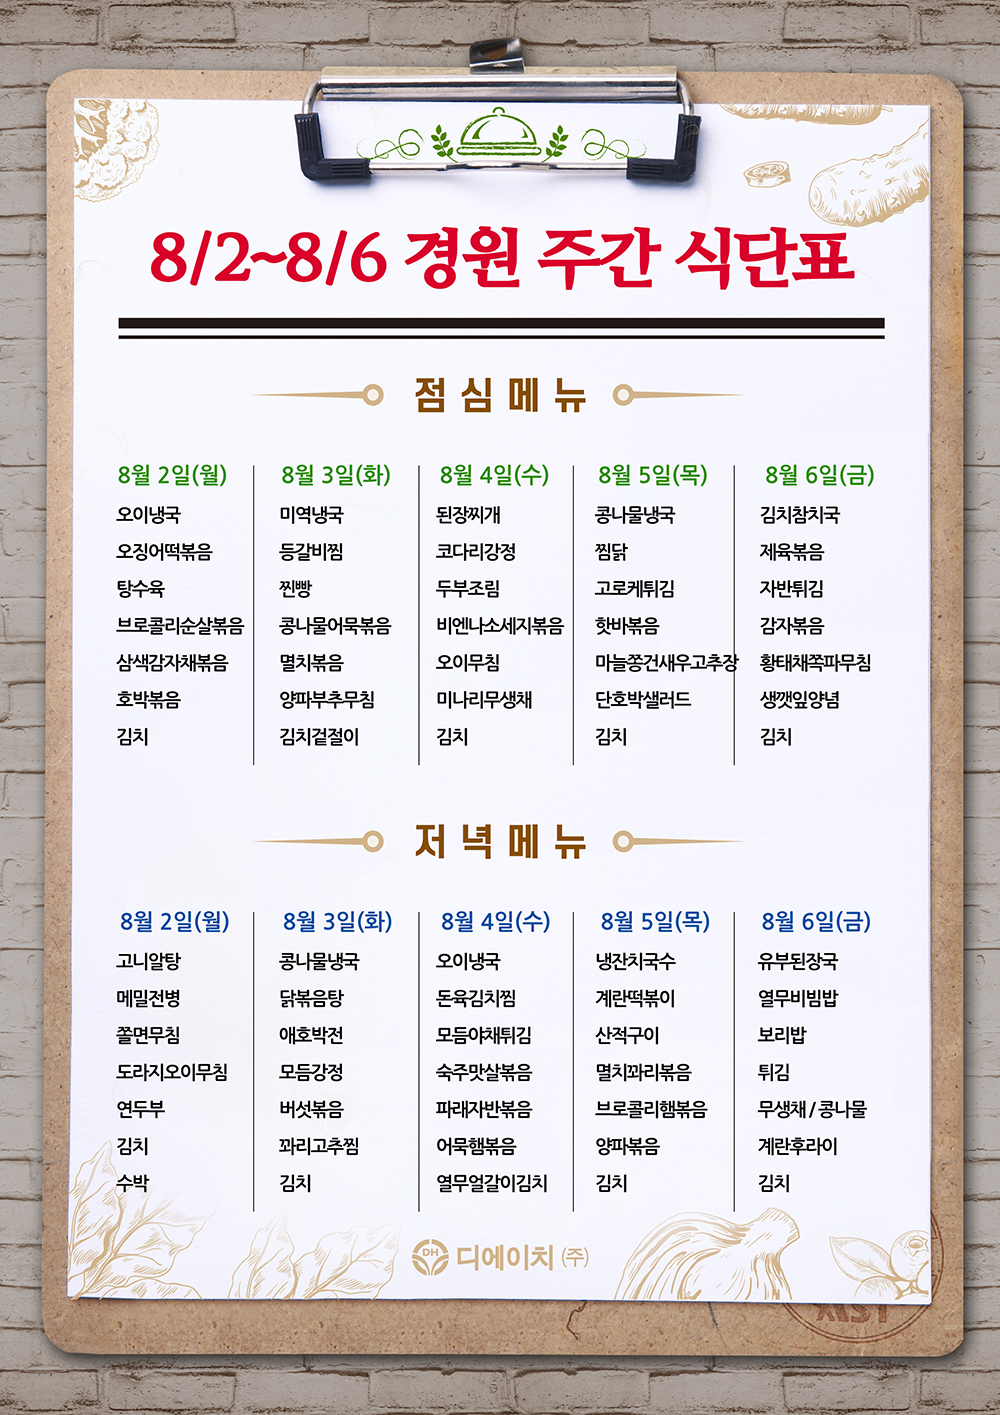 8/2~8/6 경원 주간 식단표
점심메뉴
8월 2일(월)
오이냉국
오징어떡볶음
탕수육
브로콜리순살볶음
삼색감자채볶음
호박볶음
김치
8월 3일(화)
미역냉국
등갈비찜
찐빵
콩나물어묵볶음
멸치볶음
양파부추무침
김치겉절이
8월 4일(수)
된장찌개
코다리강정
두부조림
비엔나소세지볶음
오이무침
미나리무생채
김치
8월 5일(목)
콩나물냉국
찜닭
고로케튀김
핫바볶음
마늘쫑건새우고추장
단호박샐러드
김치
8월 6일(금)
김치참치국
제육볶음
자반튀김
감자볶음
황태채쪽파무침
생깻잎양념
김치
저녁메뉴
8월 2일(월)
고니알탕
메밀전병
쫄면무침
도라지오이무침
연두부
김치
수박
8월 3일(화)
콩나물냉국
닭볶음탕
애호박전
모듬강정
버섯볶음
꽈리고추찜
김치
8월 4일(수)
오이냉국
돈육김치찜
모듬야채튀김
숙주맛살볶음
파래자반볶음
어묵햄볶음
열무얼갈이김치
8월 5일(목)
냉잔치국수
계란떡볶이
산적구이
멸치꽈리볶음
브로콜리햄볶음
양파볶음
김치
8월 6일(금)
유부된장국
열무비빔밥
보리밥
튀김
무생채 / 콩나물
계란후라이
김치
DH 디에이치 (주)